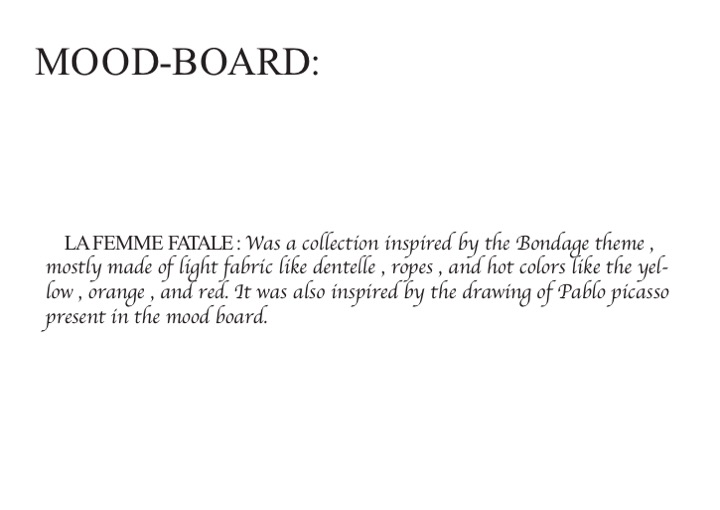 MOOD-BOARD:
LA FEMME FATALE : Was a collection inspired by the Bondage theme ,
mostly made of light fabric like dentelle , ropes , and hot colors like the yel-
low , orange , and red. It was also inspired by the drawing of Pablo picasso
present in the mood board.